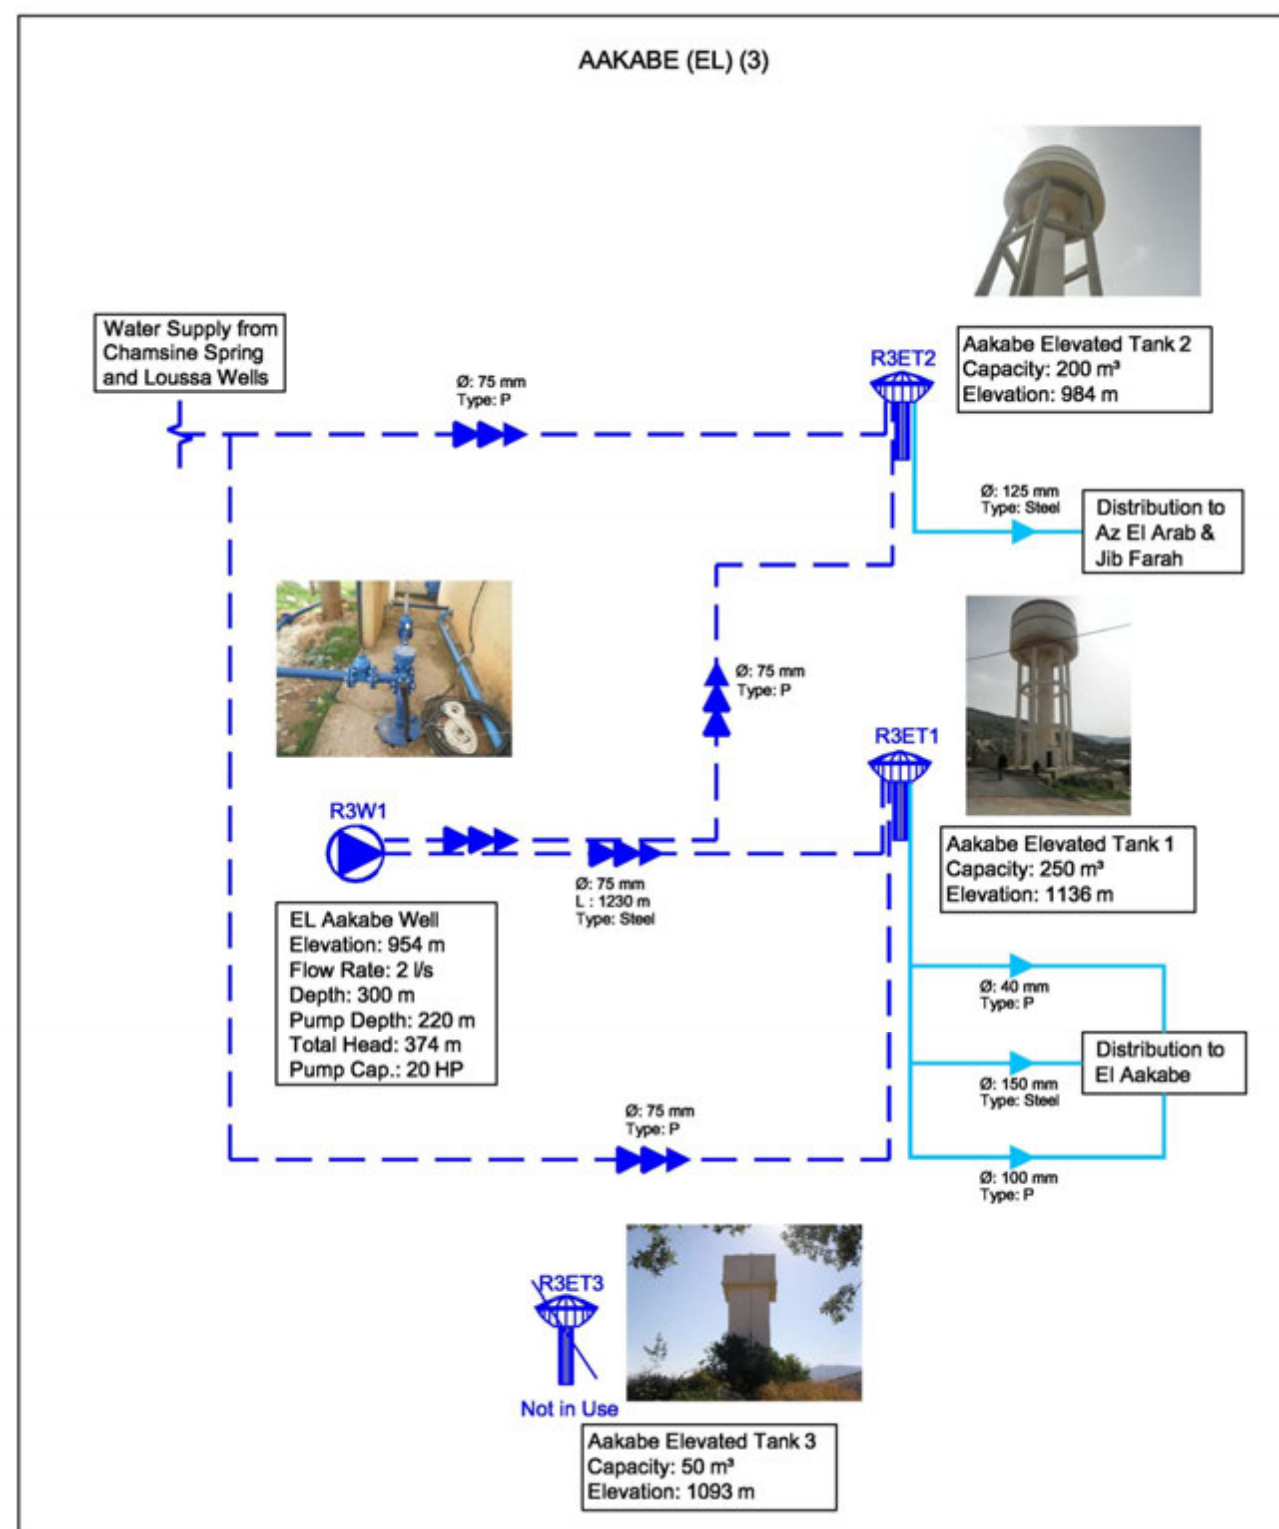 AAKABE (EL) (3)
Water Supply from
Chamsine Spring
and Loussa Wells
Ø: 75 mm
Type: P
R3ET2
Aakabe Elevated Tank 2
Capacity: 200 m³
Elevation: 984 m
Ø: 125 mm
Type: Steel
Distribution to
Az El Arab &
Jib Farah
Ø: 75 mm
Type: P
R3ET1
Aakabe Elevated Tank 1
Capacity: 250 m³
Elevation: 1136 m
R3W1
Ø: 75 mm
L : 1230 m
Type: Steel
EL Aakabe Well
Elevation: 954 m
Flow Rate: 2 l/s
Depth: 300 m
Pump Depth: 220 m
Total Head: 374 m
Pump Cap.: 20 HP
Ø: 40 mm
Type: P
Distribution to
El Aakabe
Ø: 150 mm
Type: Steel
Ø: 75 mm
Type: P
Ø: 100 mm
Type: P
R3ET3
Not in Use
Aakabe Elevated Tank 3
Capacity: 50 m³
Elevation: 1093 m